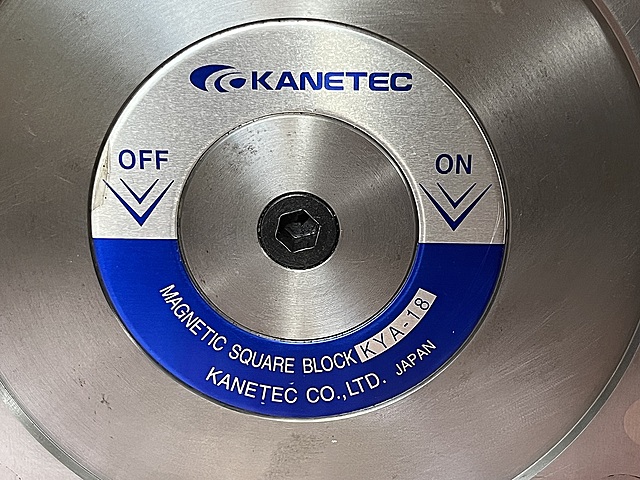 KANETEC
OFF
ON
MAGNETIC SQUARE BLOCK KYA-18
KANETEC CO.,LTD. JAPAN